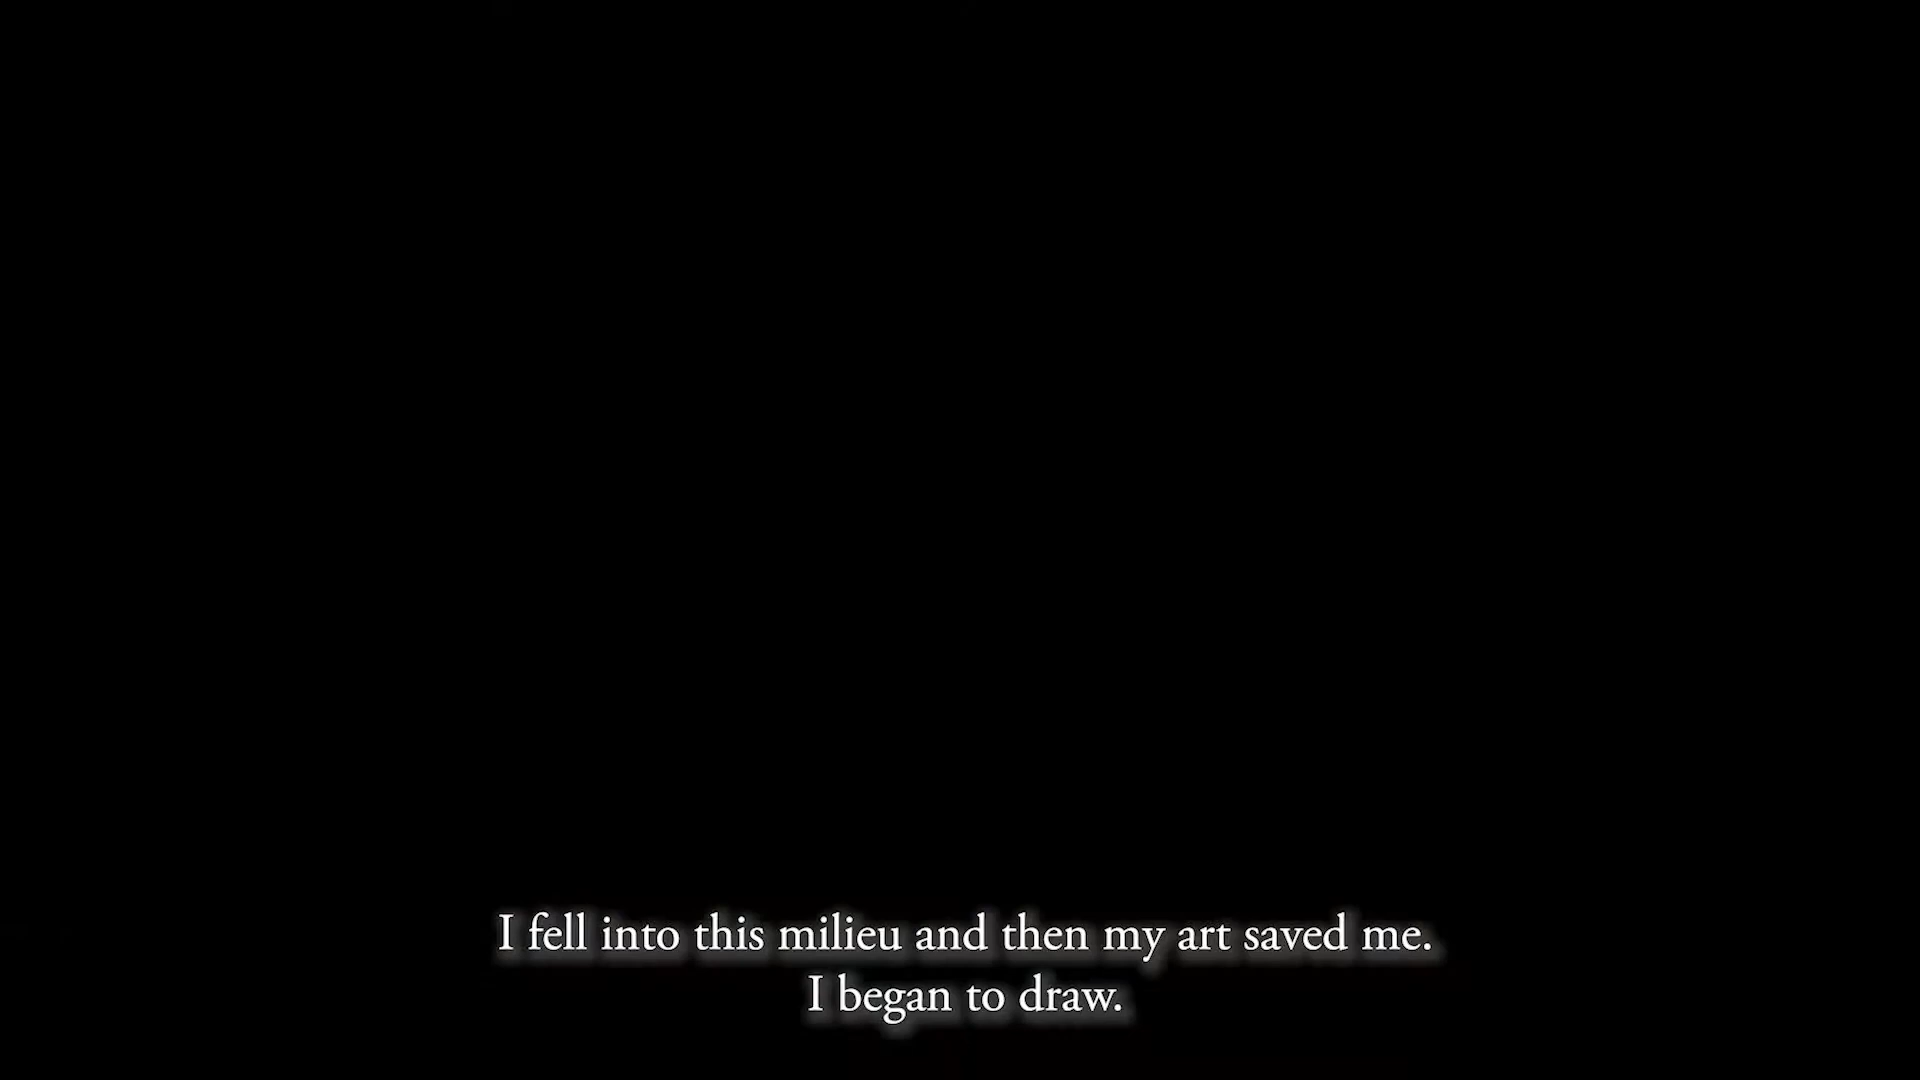 I fell into this milieu and then my art saved me.
I began to draw.